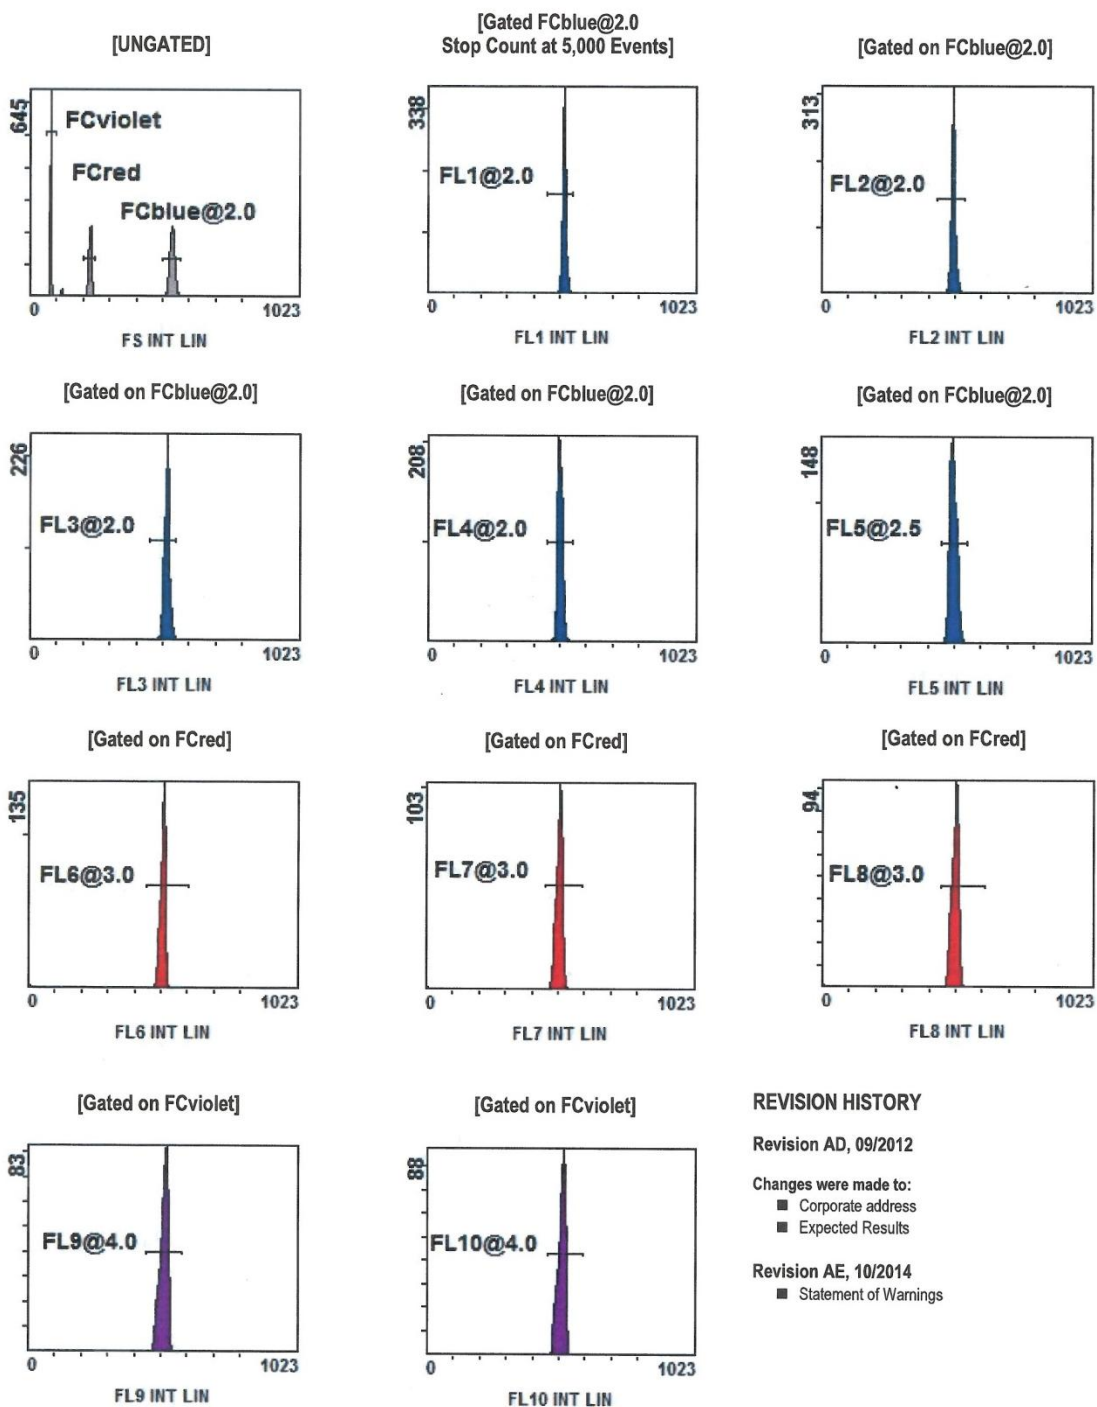 [UNGATED]
645
FCviolet
FCred
FCblue@2.0
0
1023
FS INT LIN
[Gated FCblue@2.0
Stop Count at 5,000 Events]
338
FL1@2.0
0
1023
FL1 INT LIN
[Gated on FCblue@2.0]
313
FL2@2.0
0
1023
FL2 INT LIN
[Gated on FCblue@2.0]
226
FL3@2.0
0
1023
FL3 INT LIN
[Gated on FCblue@2.0]
208
FL4@2.0
0
1023
FL4 INT LIN
[Gated on FCblue@2.0]
148
FL5@2.5
0
1023
FL5 INT LIN
[Gated on FCred]
135
FL6@3.0
0
1023
FL6 INT LIN
[Gated on FCred]
103
FL7@3.0
0
1023
FL7 INT LIN
[Gated on FCred]
94
FL8@3.0
0
1023
FL8 INT LIN
[Gated on FCviolet]
83
FL9@4.0
0
1023
FL9 INT LIN
[Gated on FCviolet]
88
FL10@4.0
0
1023
FL10 INT LIN
REVISION HISTORY
Revision AD, 09/2012
Changes were made to:
■ Corporate address
■ Expected Results
Revision AE, 10/2014
■ Statement of Warnings